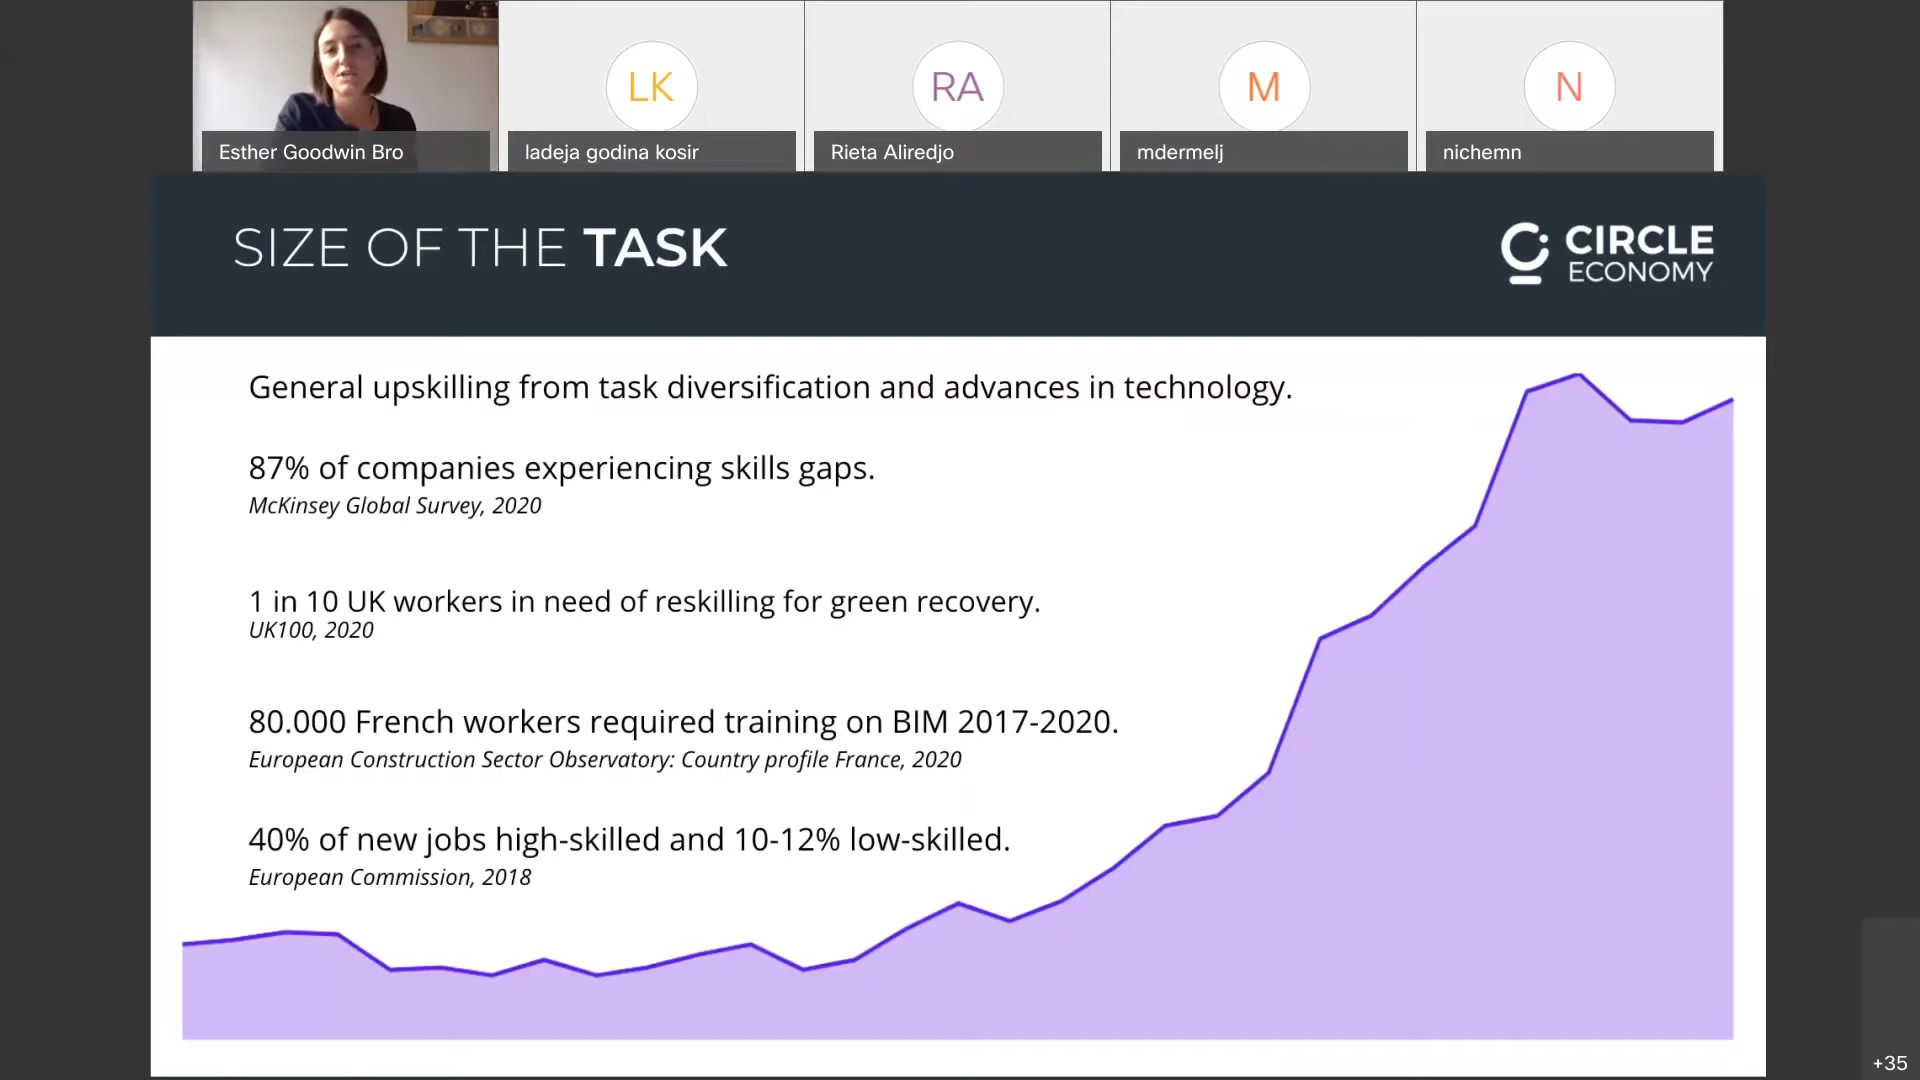 LK
RA
M
N
Esther Goodwin Bro
ladeja godina kosir
Rieta Aliredjo
mdermelj
nichemn
SIZE OF THE TASK
CIRCLE
ECONOMY
General upskilling from task diversification and advances in technology.
87% of companies experiencing skills gaps.
McKinsey Global Survey, 2020
1 in 10 UK workers in need of reskilling for green recovery.
UK100, 2020
80.000 French workers required training on BIM 2017-2020.
European Construction Sector Observatory: Country profile France, 2020
40% of new jobs high-skilled and 10-12% low-skilled.
European Commission, 2018
+35